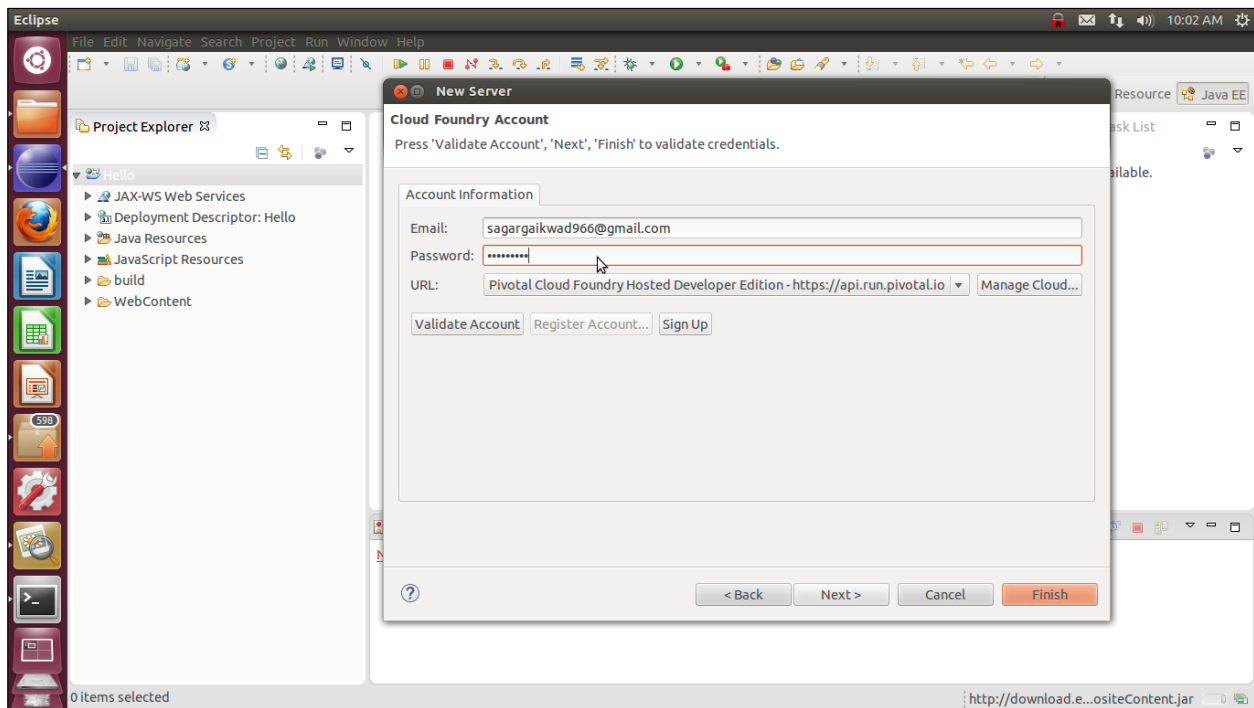 Eclipse
10:02 AM
File Edit Navigate Search Project Run Window Help
New Server
Resource Java EE
Cloud Foundry Account
Press 'Validate Account', 'Next', 'Finish' to validate credentials.
Project Explorer
ask List
ailable.
Hello
JAX-WS Web Services
Deployment Descriptor: Hello
Java Resources
JavaScript Resources
build
WebContent
Account Information
Email: sagargaikwad966@gmail.com
Password: •••••••••
URL: Pivotal Cloud Foundry Hosted Developer Edition - https://api.run.pivotal.io Manage Cloud...
Validate Account Register Account... Sign Up
598
N
< Back Next > Cancel Finish
0 items selected
http://download.e...ositeContent.jar